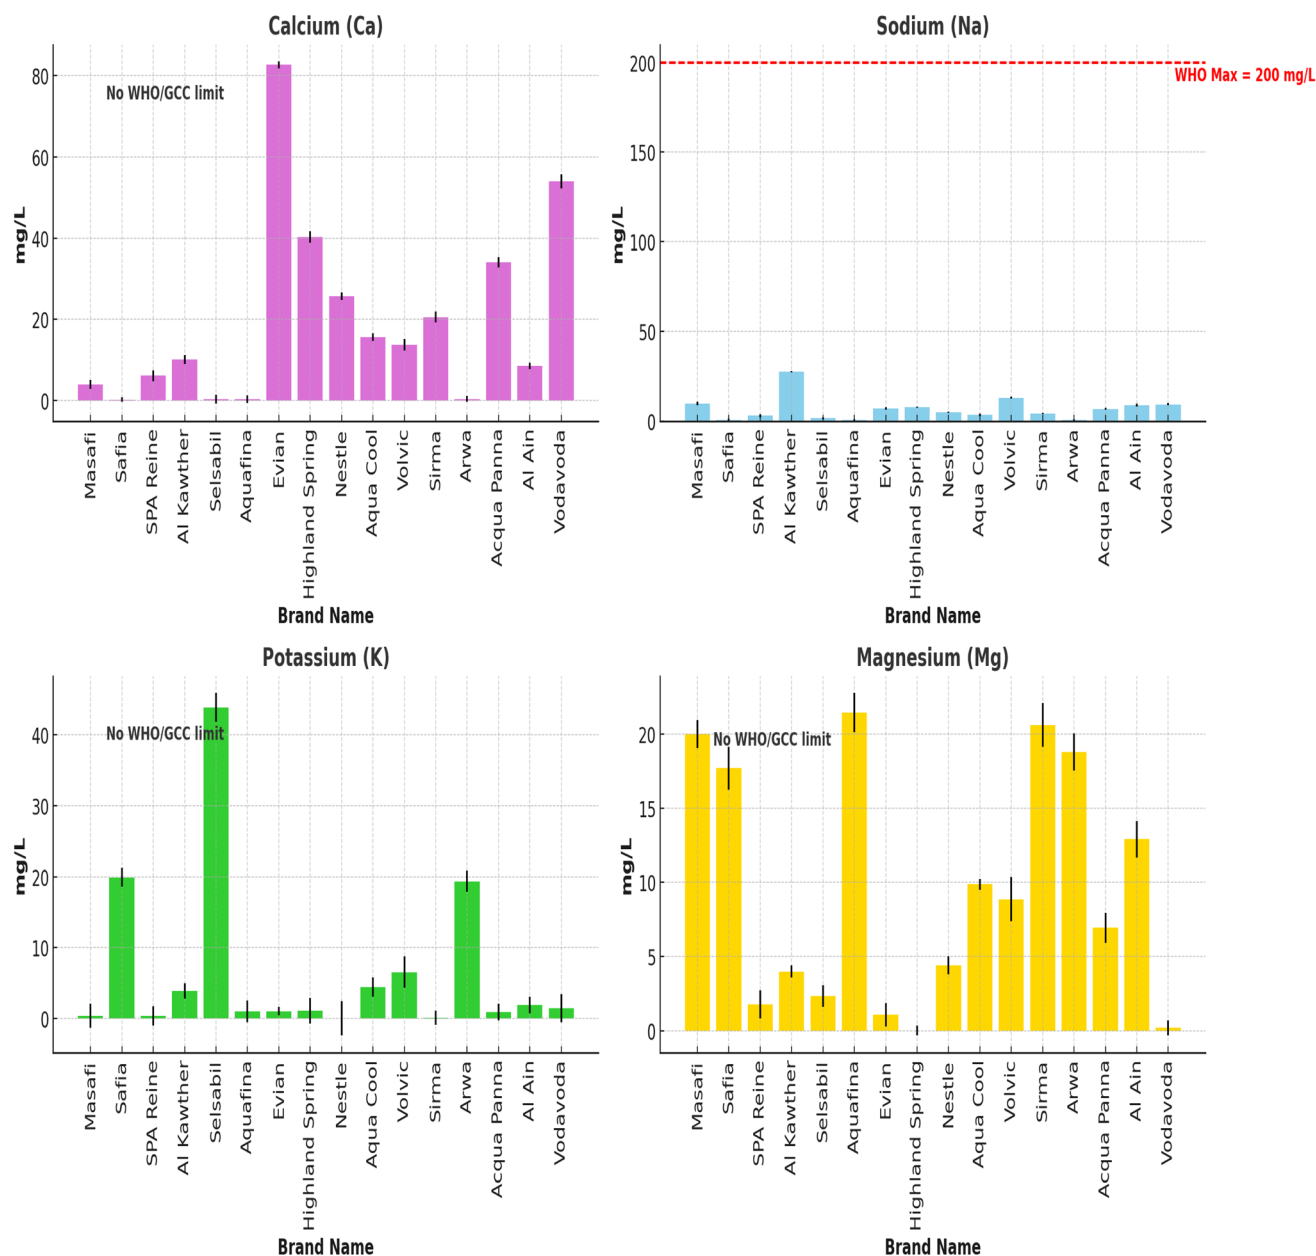 Calcium (Ca)
No WHO/GCC limit
mg/L
80
60
40
20
0
Masafi
Safia
SPA Reine
Al Kawther
Selsabil
Aquafina
Evian
Highland Spring
Nestle
Aqua Cool
Volvic
Sirma
Arwa
Acqua Panna
Al Ain
Vodavoda
Brand Name
Sodium (Na)
WHO Max = 200 mg/L
mg/L
200
150
100
50
0
Masafi
Safia
SPA Reine
Al Kawther
Selsabil
Aquafina
Evian
Highland Spring
Nestle
Aqua Cool
Volvic
Sirma
Arwa
Acqua Panna
Al Ain
Vodavoda
Brand Name
Potassium (K)
No WHO/GCC limit
mg/L
40
30
20
10
0
Masafi
Safia
SPA Reine
Al Kawther
Selsabil
Aquafina
Evian
Highland Spring
Nestle
Aqua Cool
Volvic
Sirma
Arwa
Acqua Panna
Al Ain
Vodavoda
Brand Name
Magnesium (Mg)
No WHO/GCC limit
mg/L
20
15
10
5
0
Masafi
Safia
SPA Reine
Al Kawther
Selsabil
Aquafina
Evian
Highland Spring
Nestle
Aqua Cool
Volvic
Sirma
Arwa
Acqua Panna
Al Ain
Vodavoda
Brand Name